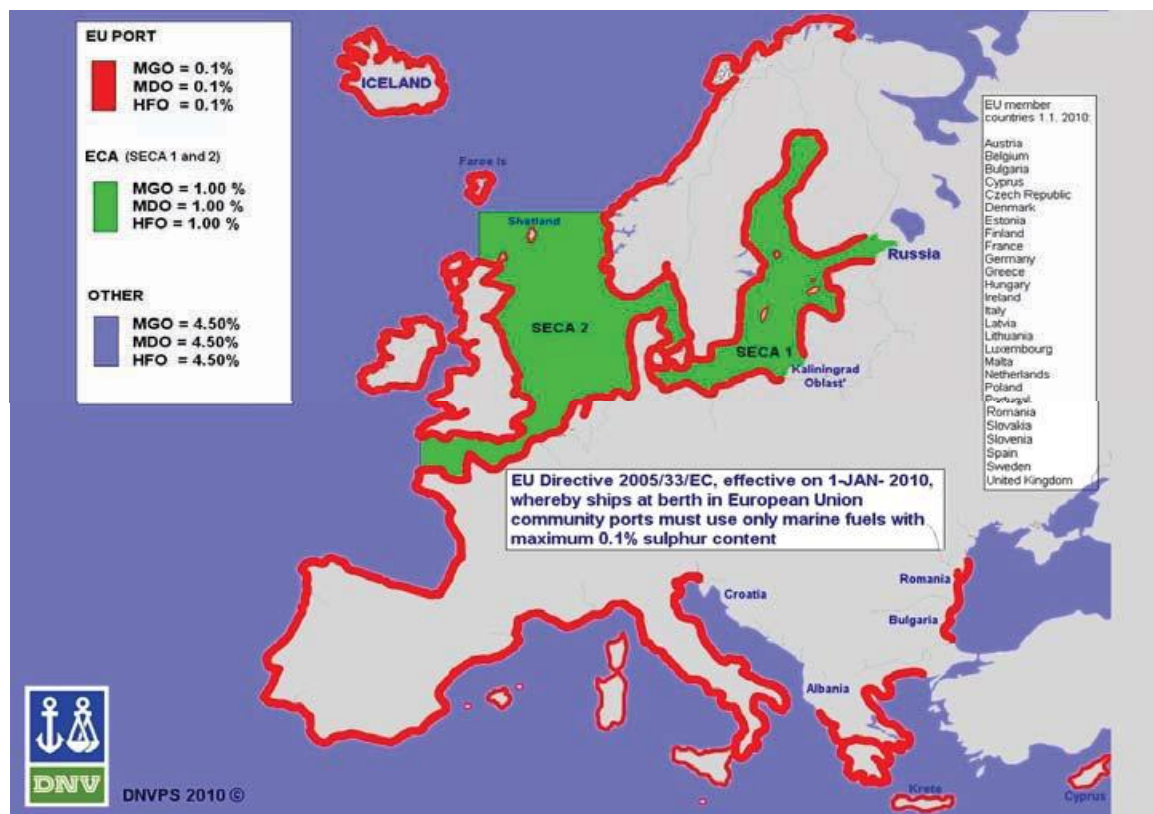 EU PORT
MGO = 0.1%
MDO = 0.1%
HFO = 0.1%
ECA (SECA 1 and 2)
MGO = 1.00 %
MDO = 1.00 %
HFO = 1.00 %
OTHER
MGO = 4.50%
MDO = 4.50%
HFO = 4.50%
ICELAND
Faroe Is
Shetland
SECA 2
SECA 1
Russia
Kaliningrad
Oblast'
EU member
countries 1.1. 2010:
Austria
Belgium
Bulgaria
Cyprus
Czech Republic
Denmark
Estonia
Finland
France
Germany
Greece
Hungary
Ireland
Italy
Latvia
Lithuania
Luxembourg
Malta
Netherlands
Poland
Portugal
Romania
Slovakia
Slovenia
Spain
Sweden
United Kingdom
EU Directive 2005/33/EC, effective on 1-JAN- 2010,
whereby ships at berth in European Union
community ports must use only marine fuels with
maximum 0.1% sulphur content
Croatia
Romania
Bulgaria
Albania
Krete
Cyprus
DNV
DNVPS 2010 ©